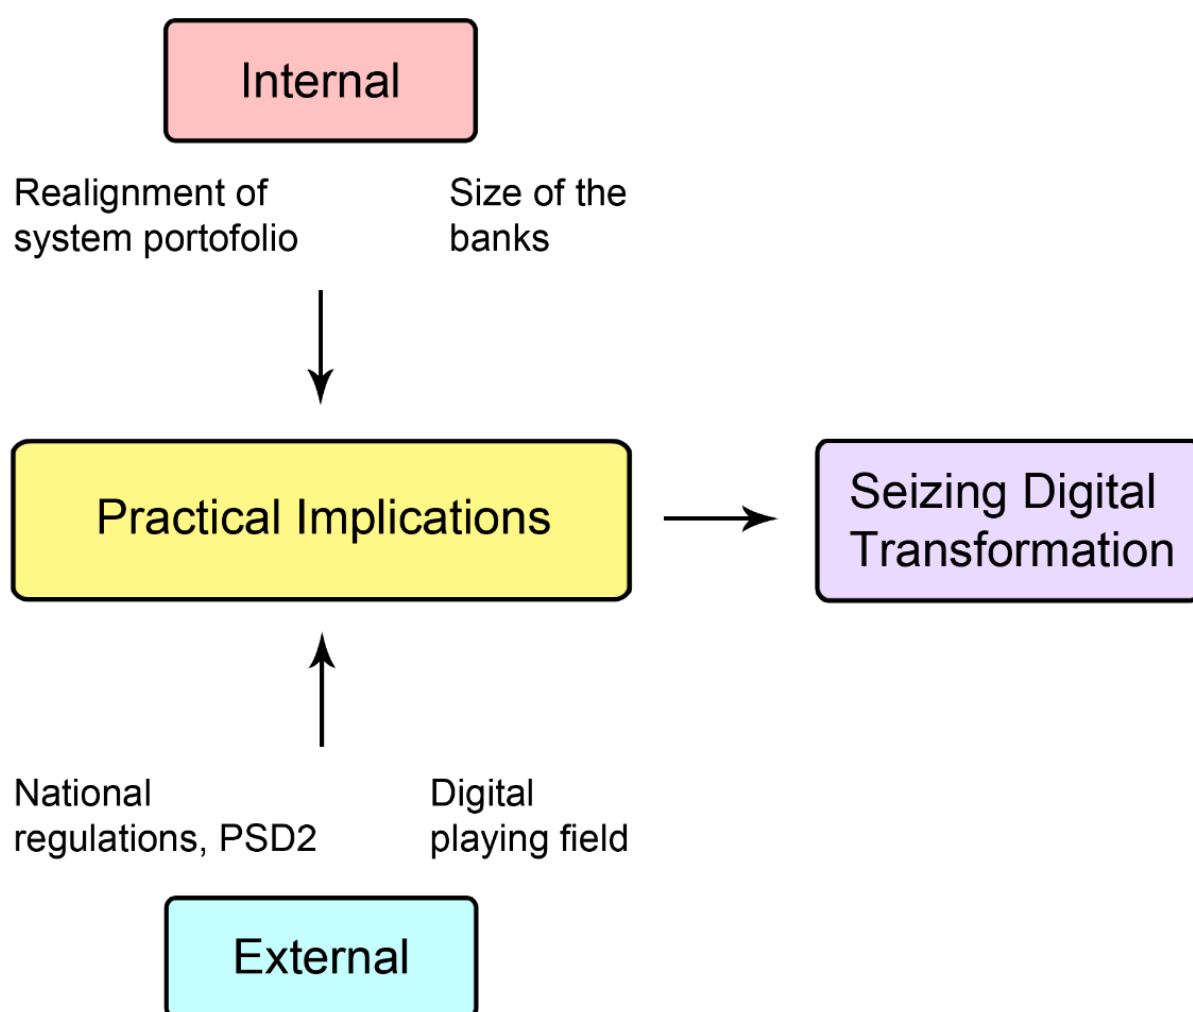 Internal
Realignment of
system portofolio
Size of the
banks
Practical Implications
Seizing Digital
Transformation
National
regulations, PSD2
Digital
playing field
External